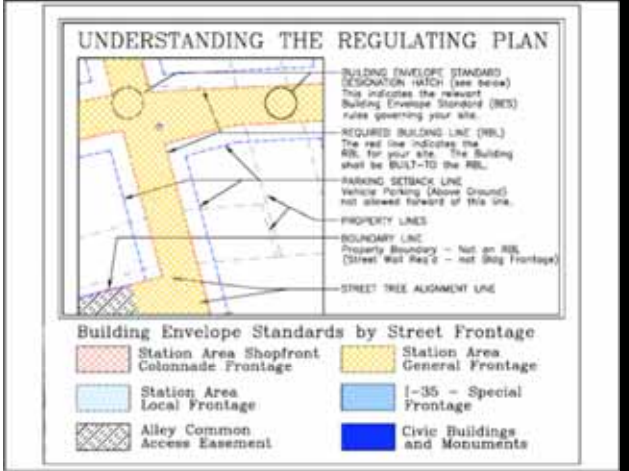 UNDERSTANDING THE REGULATING PLAN
BUILDING ENVELOPE STANDARD
DESIGNATION HATCH (see below)
This indicates the relevant
Building Envelope Standard (BES)
rules governing your site.
REQUIRED BUILDING LINE (RBL)
The red line indicates the
RBL for your site. The Building
shall be BUILT-TO the RBL.
PARKING SETBACK LINE
Vehicle Parking (Above Ground)
not allowed forward of this line.
PROPERTY LINES
BOUNDARY LINE
Property Boundary - Not an RBL
(Street Wall Req'd - not Bldg Frontage)
STREET TREE ALIGNMENT LINE
Building Envelope Standards by Street Frontage
Station Area Shopfront
Colonnade Frontage
Station Area
General Frontage
Station Area
Local Frontage
I-35 - Special
Frontage
Alley Common
Access Easement
Civic Buildings
and Monuments